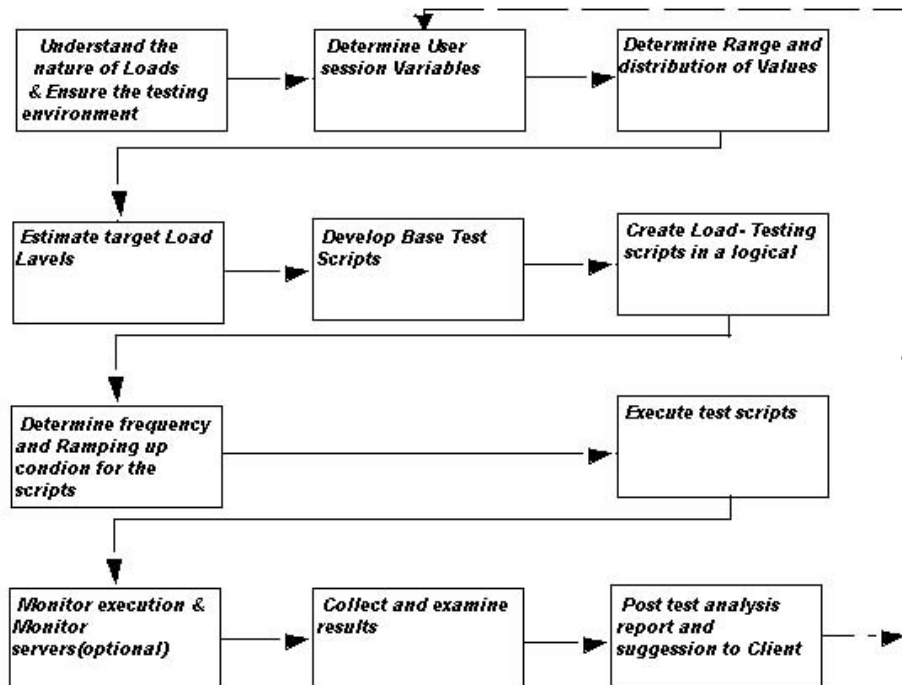 Understand the
nature of Loads
& Ensure the testing
environment
Determine User
session Variables
Determine Range and
distribution of Values
Estimate target Load
Lavels
Develop Base Test
Scripts
Create Load- Testing
scripts in a logical
Determine frequency
and Ramping up
condion for the
scripts
Execute test scripts
Monitor execution &
Monitor
servers(optional)
Collect and examine
results
Post test analysis
report and
suggession to Client